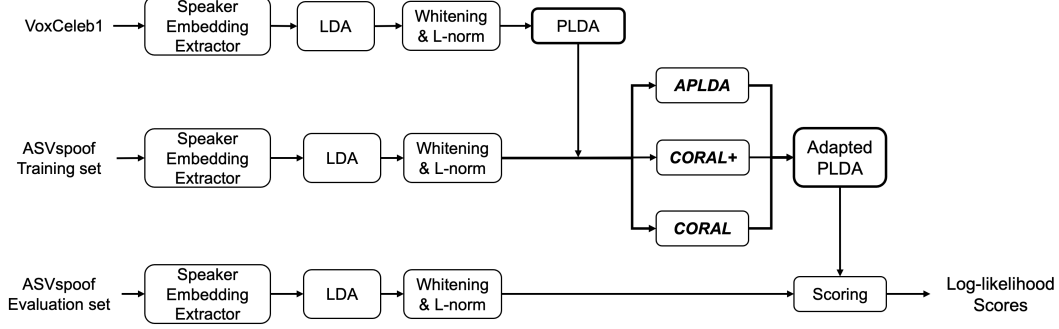 VoxCeleb1
Speaker
Embedding
Extractor
LDA
Whitening
& L-norm
PLDA
ASVspoof
Training set
Speaker
Embedding
Extractor
LDA
Whitening
& L-norm
APLDA
CORAL+
CORAL
Adapted
PLDA
ASVspoof
Evaluation set
Speaker
Embedding
Extractor
LDA
Whitening
& L-norm
Scoring
Log-likelihood
Scores